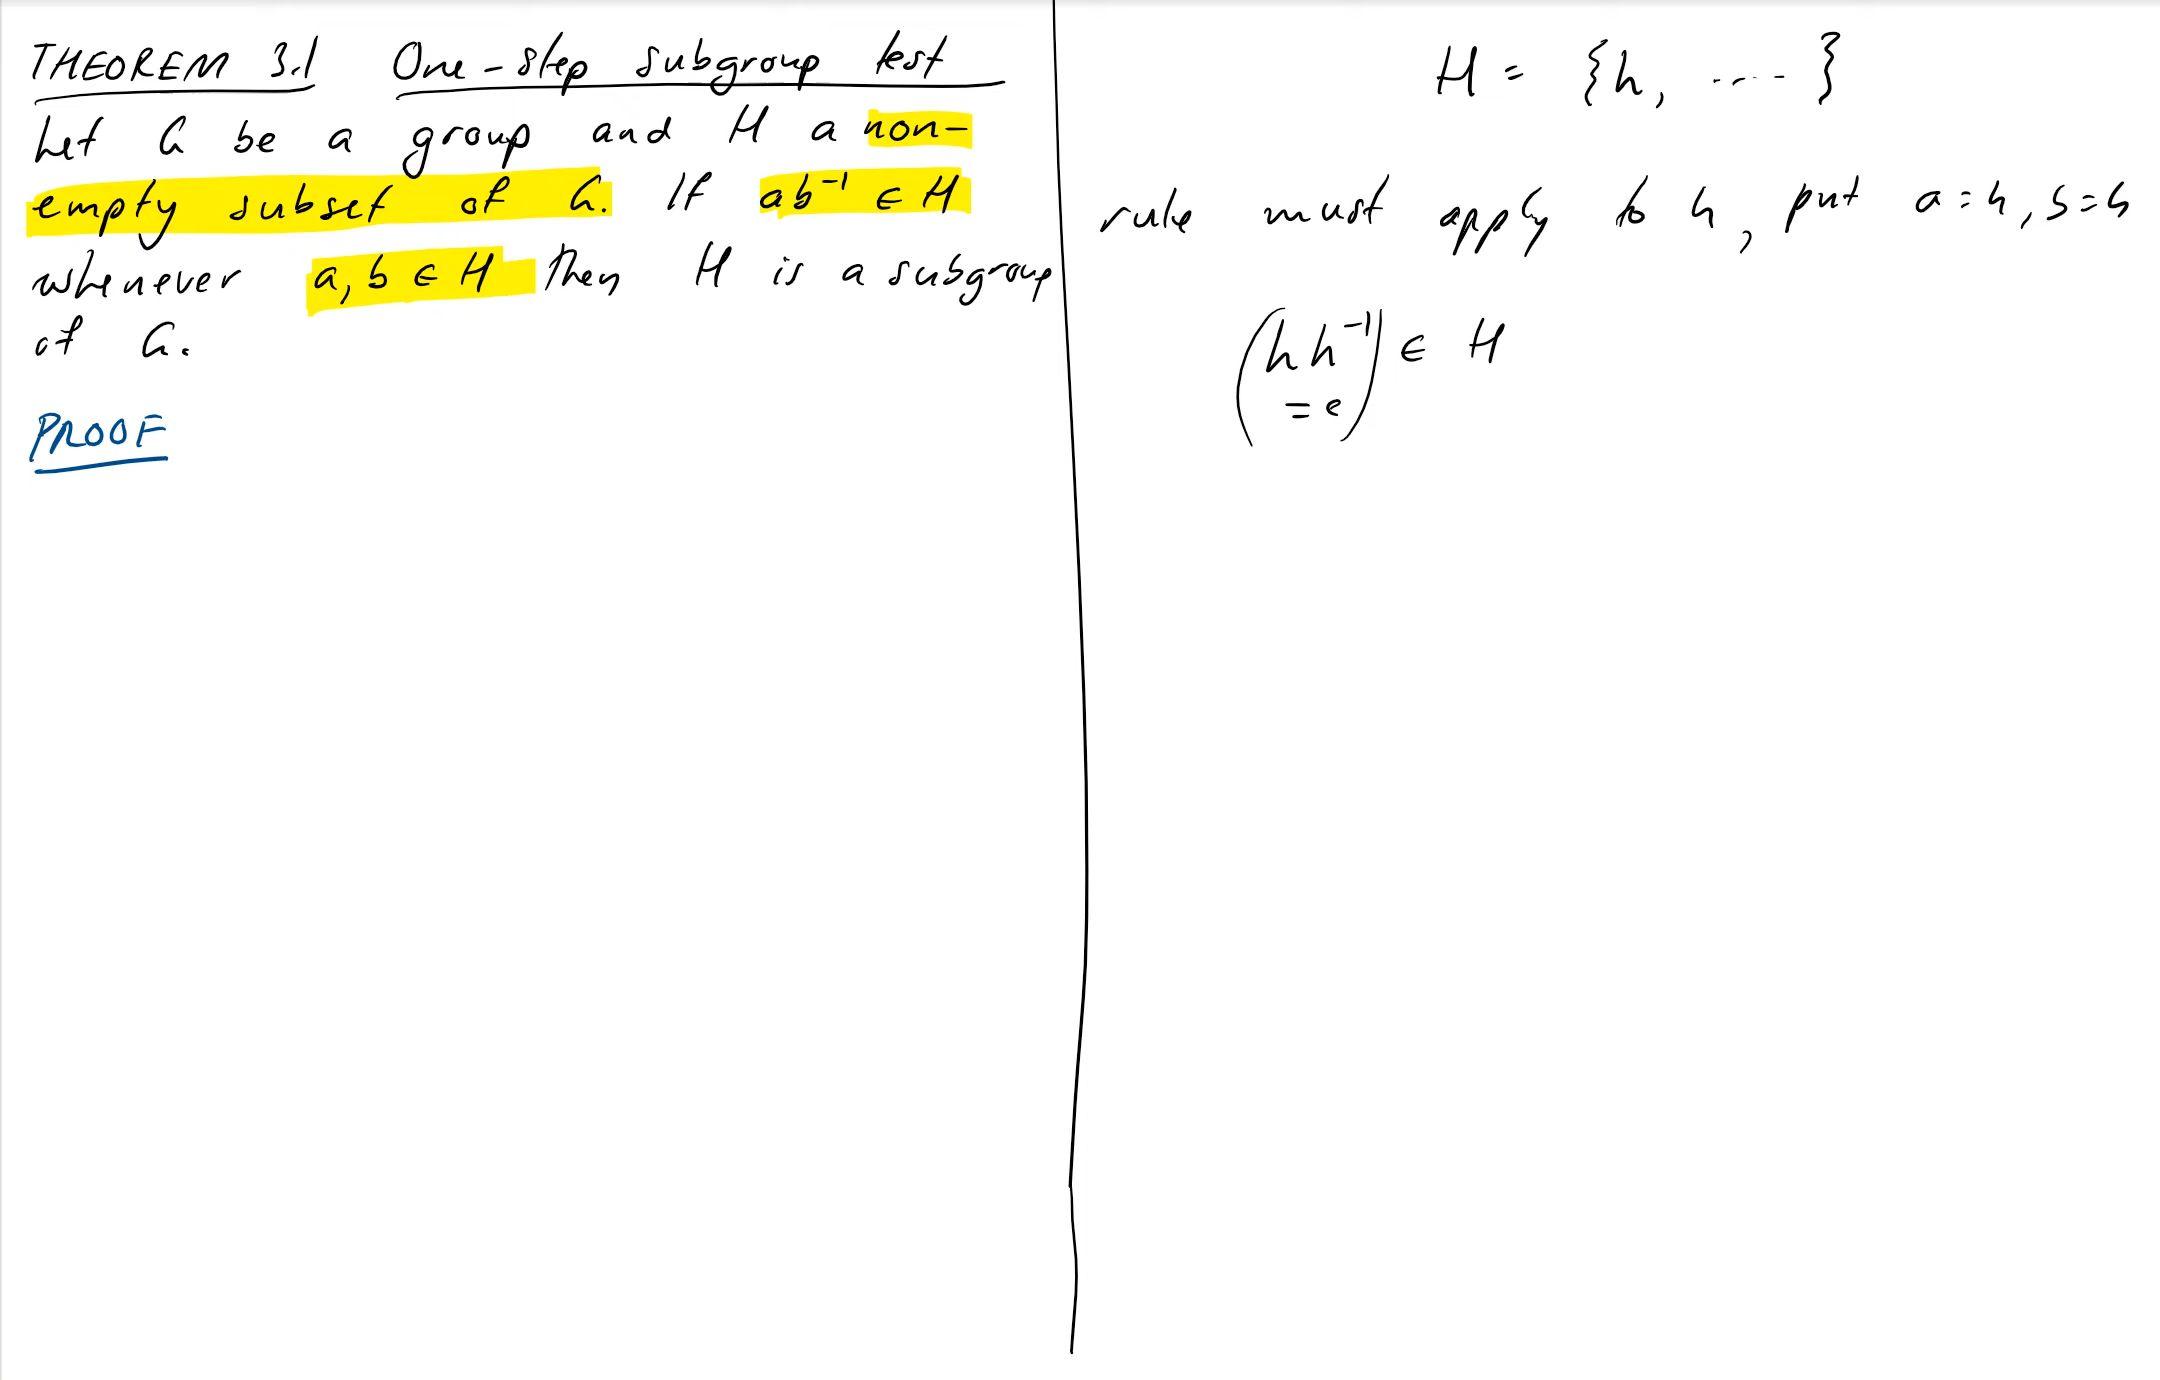 THEOREM 3.1 One-step subgroup test
Let G be a group and H a non-
empty subset of G. If ab⁻¹ ∈ H
whenever a, b ∈ H then H is a subgroup
of G.
PROOF
H = {h, ....}
rule must apply to h, put a=h, b=h
(hh⁻¹) ∈ H
= e